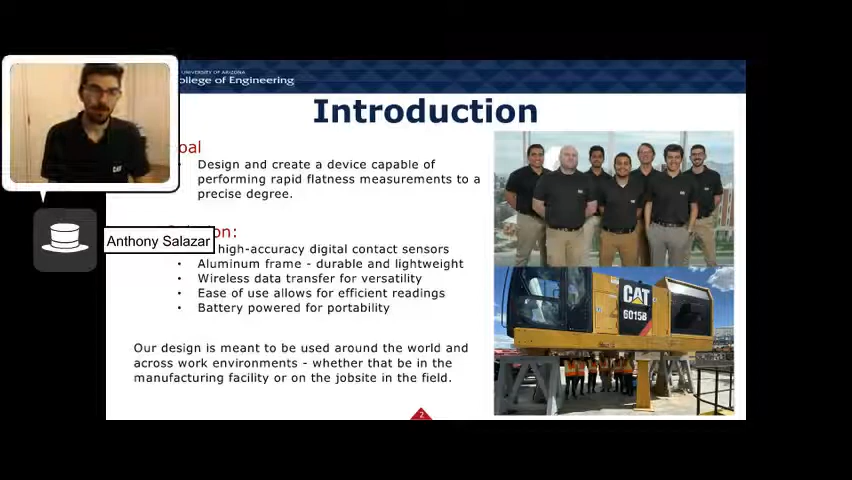 UNIVERSITY OF ARIZONA
ollege of Engineering
Introduction
oal
Design and create a device capable of
performing rapid flatness measurements to a
precise degree.
on:
high-accuracy digital contact sensors
Aluminum frame - durable and lightweight
Wireless data transfer for versatility
Ease of use allows for efficient readings
Battery powered for portability
Our design is meant to be used around the world and
across work environments - whether that be in the
manufacturing facility or on the jobsite in the field.
CAT
6015B
2
Anthony Salazar
CAT